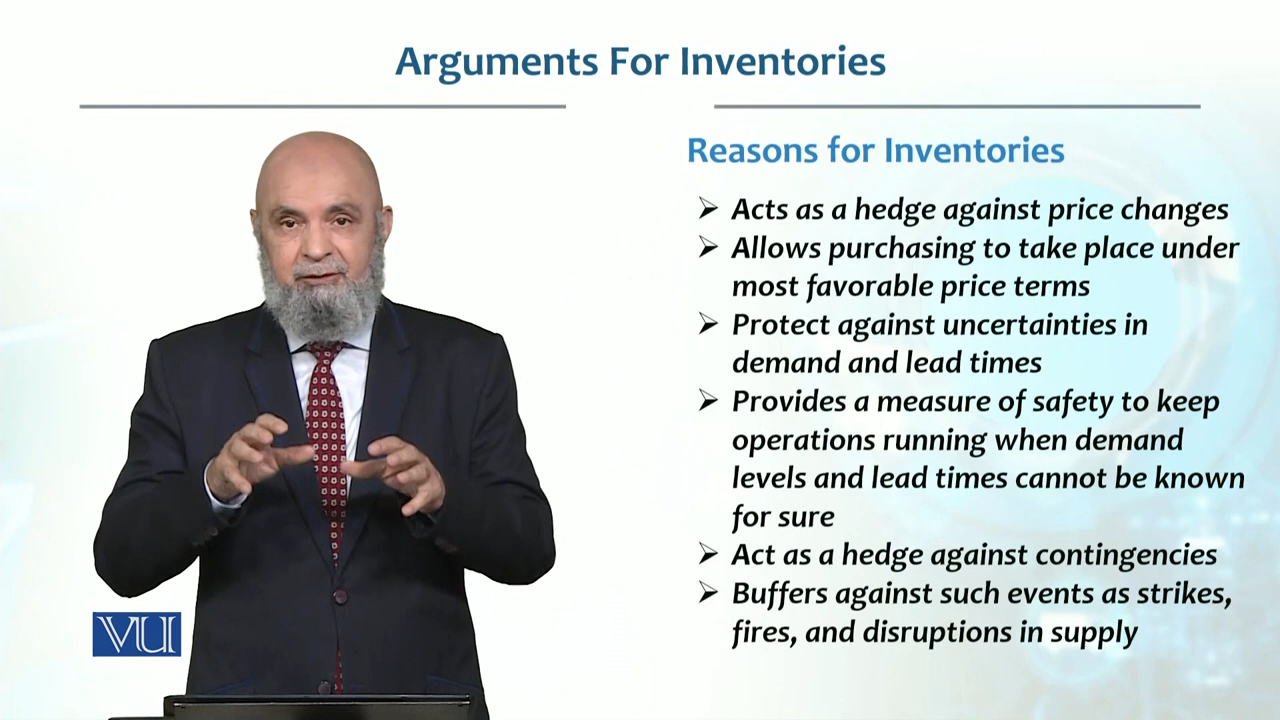 Arguments For Inventories
Reasons for Inventories
➢ Acts as a hedge against price changes
➢ Allows purchasing to take place under
most favorable price terms
➢ Protect against uncertainties in
demand and lead times
➢ Provides a measure of safety to keep
operations running when demand
levels and lead times cannot be known
for sure
➢ Act as a hedge against contingencies
➢ Buffers against such events as strikes,
fires, and disruptions in supply
VU